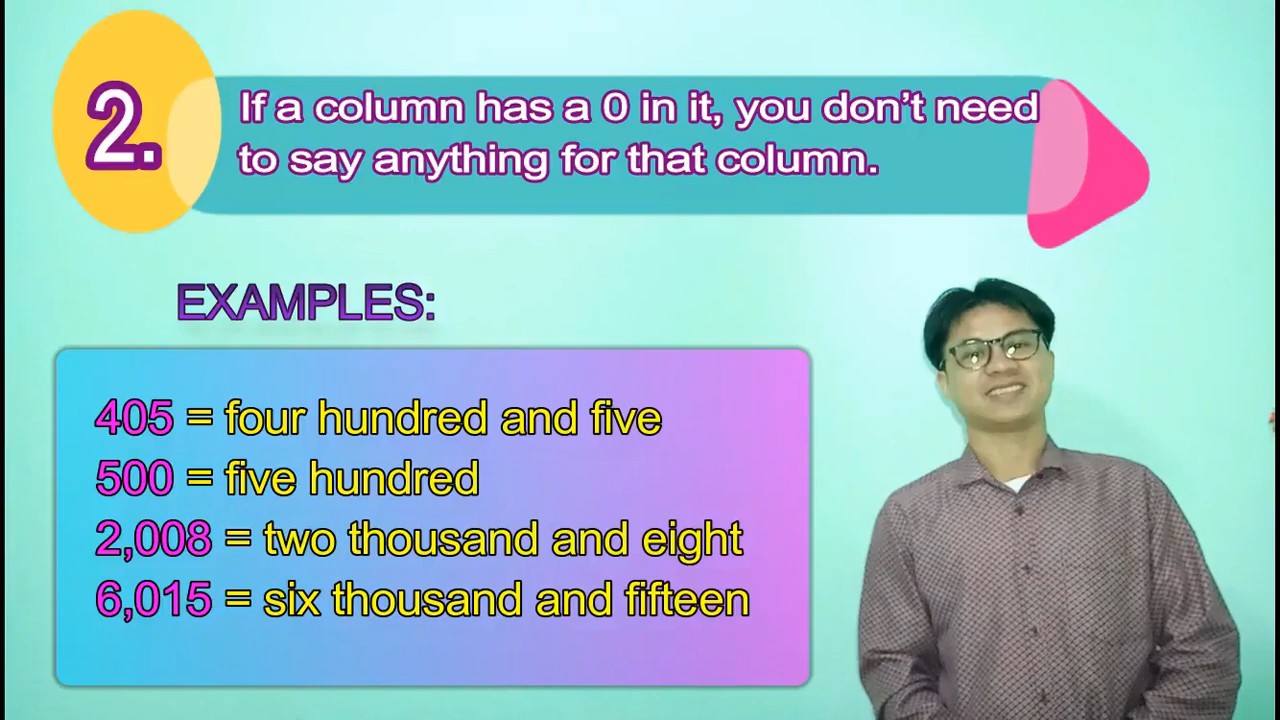 2.
If a column has a 0 in it, you don't need
to say anything for that column.
EXAMPLES:
405 = four hundred and five
500 = five hundred
2,008 = two thousand and eight
6,015 = six thousand and fifteen